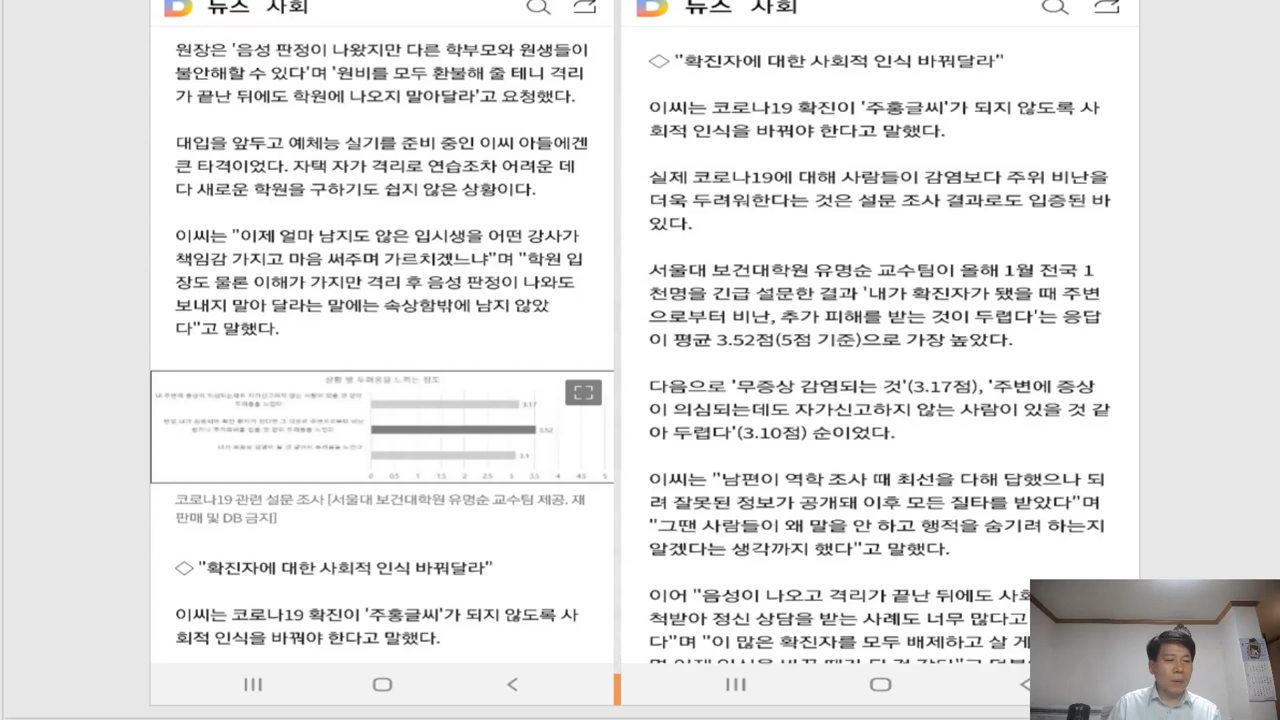 뉴스 사회
원장은 '음성 판정이 나왔지만 다른 학부모와 원생들이
불안해할 수 있다'며 '원비를 모두 환불해 줄 테니 격리
가 끝난 뒤에도 학원에 나오지 말아달라'고 요청했다.
대입을 앞두고 예체능 실기를 준비 중인 이씨 아들에겐
큰 타격이었다. 자택 자가 격리로 연습조차 어려운 데
다 새로운 학원을 구하기도 쉽지 않은 상황이다.
이씨는 "이제 얼마 남지도 않은 입시생을 어떤 강사가
책임감 가지고 마음 써주며 가르치겠느냐"며 "학원 입
장도 물론 이해가 가지만 격리 후 음성 판정이 나와도
보내지 말아 달라는 말에는 속상함밖에 남지 않았
다"고 말했다.
상황 별 두려움을 느끼는 정도
3.17
3.52
3.1
0 0.5 1 1.5 2 2.5 3 3.5 4 4.5 5
코로나19 관련 설문 조사 [서울대 보건대학원 유명순 교수팀 제공. 재
판매 및 DB 금지]
◇ "확진자에 대한 사회적 인식 바꿔달라"
이씨는 코로나19 확진이 '주홍글씨'가 되지 않도록 사
회적 인식을 바꿔야 한다고 말했다.
뉴스 사회
◇ "확진자에 대한 사회적 인식 바꿔달라"
이씨는 코로나19 확진이 '주홍글씨'가 되지 않도록 사
회적 인식을 바꿔야 한다고 말했다.
실제 코로나19에 대해 사람들이 감염보다 주위 비난을
더욱 두려워한다는 것은 설문 조사 결과로도 입증된 바
있다.
서울대 보건대학원 유명순 교수팀이 올해 1월 전국 1
천명을 긴급 설문한 결과 '내가 확진자가 됐을 때 주변
으로부터 비난, 추가 피해를 받는 것이 두렵다'는 응답
이 평균 3.52점(5점 기준)으로 가장 높았다.
다음으로 '무증상 감염되는 것'(3.17점), '주변에 증상
이 의심되는데도 자가신고하지 않는 사람이 있을 것 같
아 두렵다'(3.10점) 순이었다.
이씨는 "남편이 역학 조사 때 최선을 다해 답했으나 되
려 잘못된 정보가 공개돼 이후 모든 질타를 받았다"며
"그땐 사람들이 왜 말을 안 하고 행적을 숨기려 하는지
알겠다는 생각까지 했다"고 말했다.
이어 "음성이 나오고 격리가 끝난 뒤에도 사회
척받아 정신 상담을 받는 사례도 너무 많다고
다"며 "이 많은 확진자를 모두 배제하고 살 게